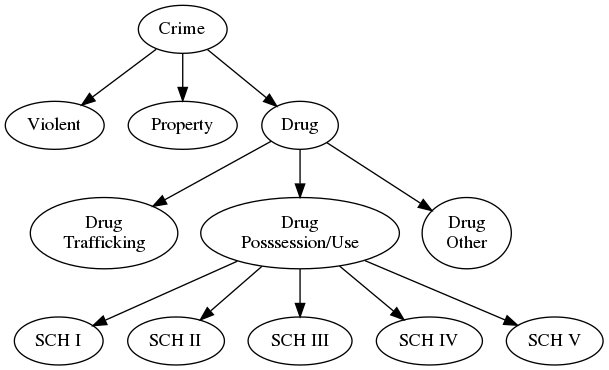 Crime
Violent
Property
Drug
Drug
Trafficking
Drug
Posssession/Use
Drug
Other
SCH I
SCH II
SCH III
SCH IV
SCH V